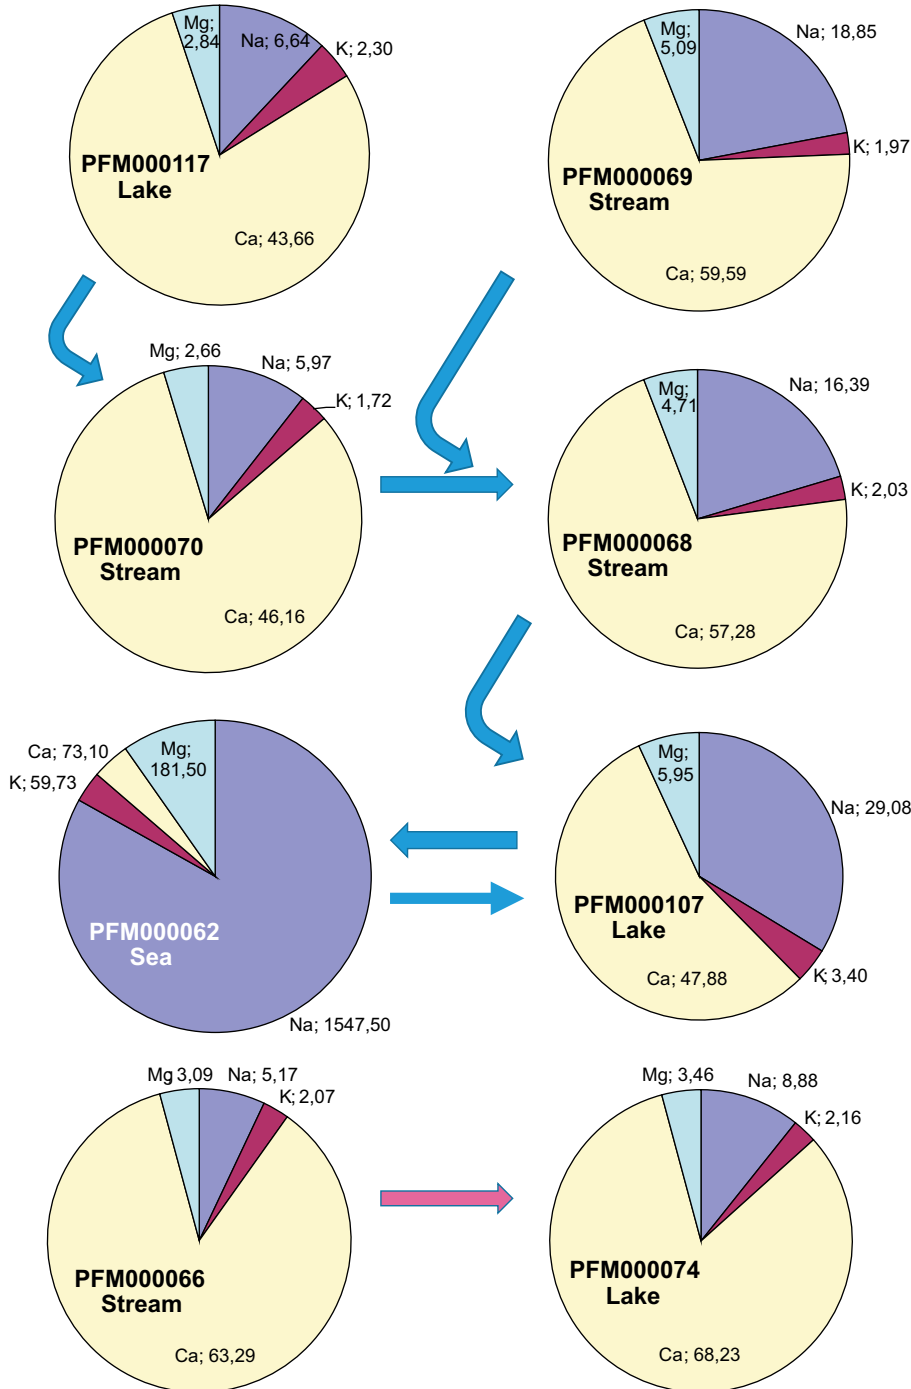 Mg;
2,84
Na; 6,64
K; 2,30
PFM000117
Lake
Ca; 43,66
Mg;
5,09
Na; 18,85
K; 1,97
PFM000069
Stream
Ca; 59,59
Mg; 2,66
Na; 5,97
K; 1,72
PFM000070
Stream
Ca; 46,16
Mg;
4,71
Na; 16,39
K; 2,03
PFM000068
Stream
Ca; 57,28
Ca; 73,10
K; 59,73
Mg;
181,50
PFM000062
Sea
Na; 1547,50
Mg;
5,95
Na; 29,08
PFM000107
Lake
Ca; 47,88
K; 3,40
Mg; 3,09
Na; 5,17
K; 2,07
PFM000066
Stream
Ca; 63,29
Mg; 3,46
Na; 8,88
K; 2,16
PFM000074
Lake
Ca; 68,23